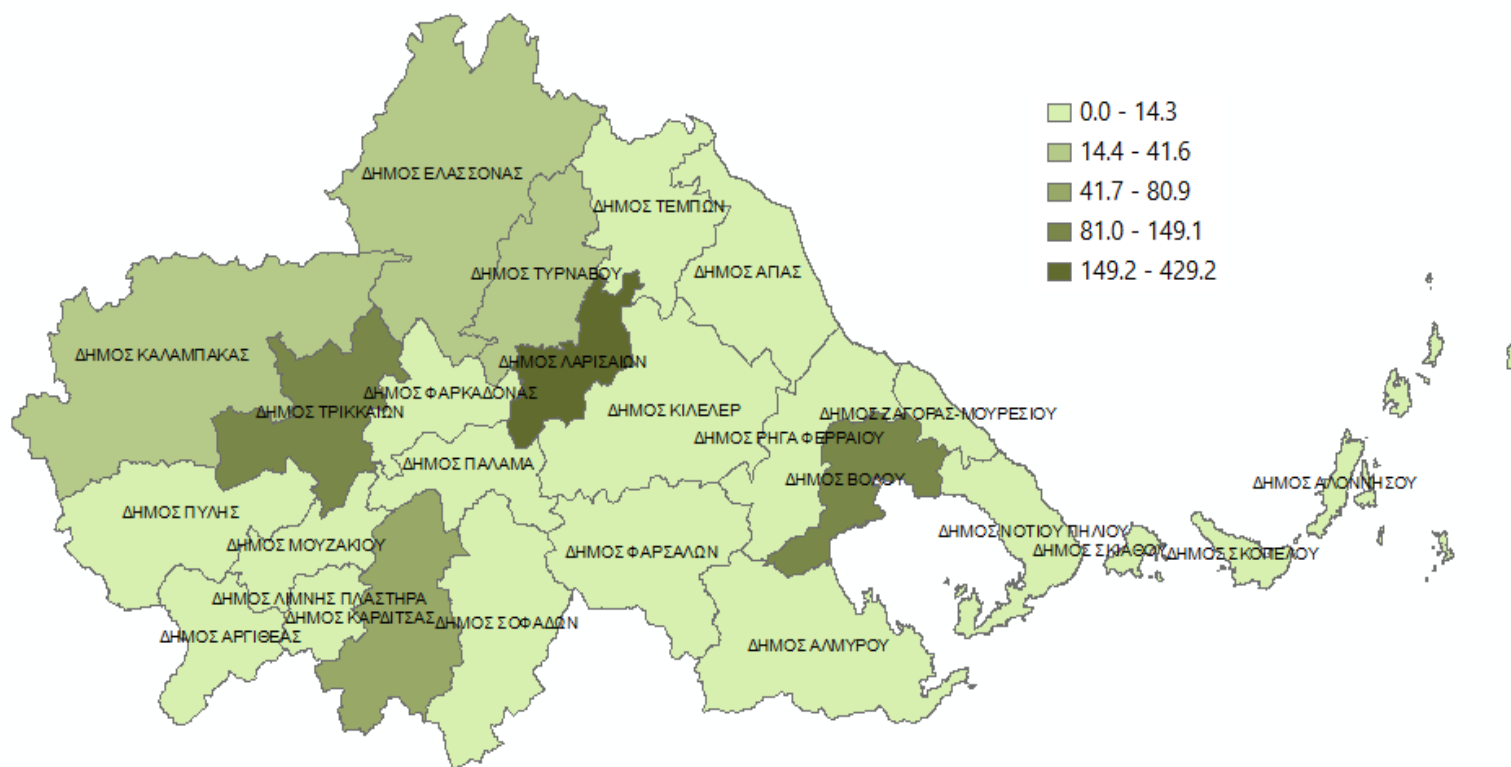 0.0 - 14.3
14.4 - 41.6
41.7 - 80.9
81.0 - 149.1
149.2 - 429.2
ΔΗΜΟΣ ΕΛΑΣΣΟΝΑΣ
ΔΗΜΟΣ ΤΕΜΠΩΝ
ΔΗΜΟΣ ΤΥΡΝΑΒΟΥ
ΔΗΜΟΣ ΑΓΙΑΣ
ΔΗΜΟΣ ΚΑΛΑΜΠΑΚΑΣ
ΔΗΜΟΣ ΛΑΡΙΣΑΙΩΝ
ΔΗΜΟΣ ΦΑΡΚΑΔΟΝΑΣ
ΔΗΜΟΣ ΤΡΙΚΚΑΙΩΝ
ΔΗΜΟΣ ΚΙΛΕΛΕΡ
ΔΗΜΟΣ ΖΑΓΟΡΑΣ-ΜΟΥΡΕΣΙΟΥ
ΔΗΜΟΣ ΡΗΓΑ ΦΕΡΡΑΙΟΥ
ΔΗΜΟΣ ΠΑΛΑΜΑ
ΔΗΜΟΣ ΒΟΛΟΥ
ΔΗΜΟΣ ΑΛΟΝΝΗΣΟΥ
ΔΗΜΟΣ ΠΥΛΗΣ
ΔΗΜΟΣ ΝΟΤΙΟΥ ΠΗΛΙΟΥ
ΔΗΜΟΣ ΜΟΥΖΑΚΙΟΥ
ΔΗΜΟΣ ΦΑΡΣΑΛΩΝ
ΔΗΜΟΣ ΣΚΙΑΘΟΥ
ΔΗΜΟΣ ΣΚΟΠΕΛΟΥ
ΔΗΜΟΣ ΛΙΜΝΗΣ ΠΛΑΣΤΗΡΑ
ΔΗΜΟΣ ΚΑΡΔΙΤΣΑΣ
ΔΗΜΟΣ ΣΟΦΑΔΩΝ
ΔΗΜΟΣ ΑΡΓΙΘΕΑΣ
ΔΗΜΟΣ ΑΛΜΥΡΟΥ